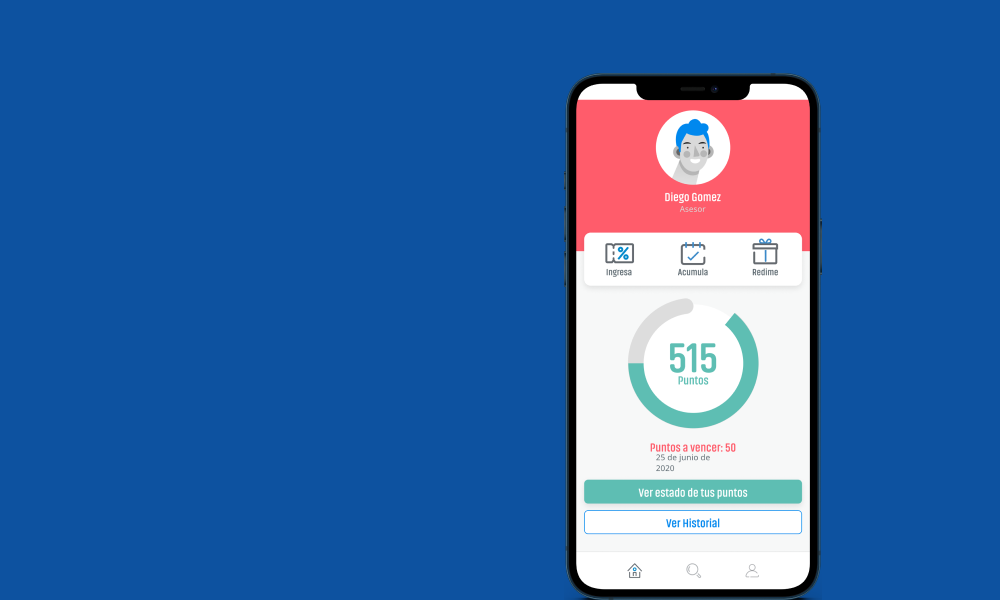 Diego Gomez
Asesor
Ingresa
Acumula
Redime
515
Puntos
Puntos a vencer: 50
25 de junio de
2020
Ver estado de tus puntos
Ver Historial